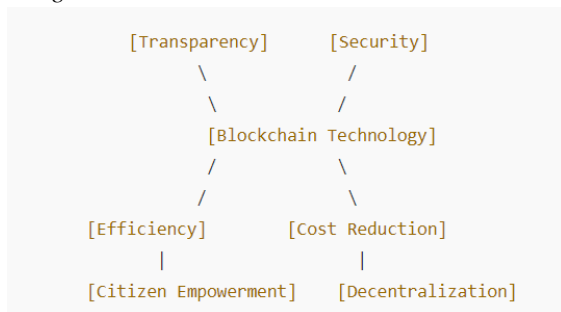 [Transparency] [Security]
\ /
\ /
[Blockchain Technology]
/ \
/ \
[Efficiency] [Cost Reduction]
| |
[Citizen Empowerment] [Decentralization]